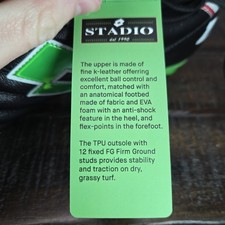 STADIO
est 1992
The upper is made of
fine k-leather offerring
excellent ball control and
comfort, matched with
an anatomical footbed
made of fabric and EVA
foam with an anti-shock
feature in the heel, and
flex-points in the forefoot.
The TPU outsole with
12 fixed FG Firm Ground
studs provides stability
and traction on dry,
grassy turf.